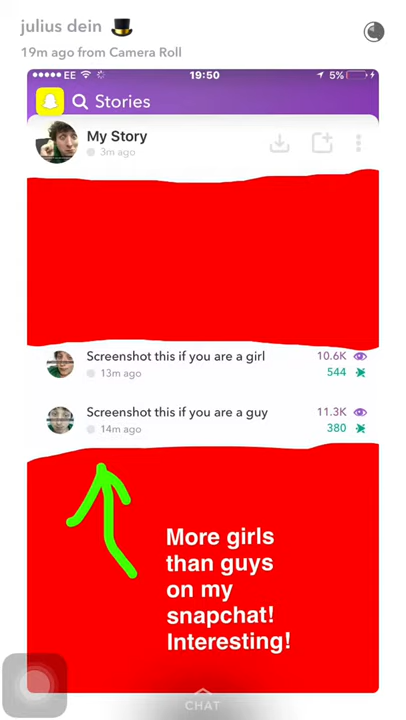 julius dein 🎩
19m ago from Camera Roll
EE 19:50 5%
Stories
My Story
3m ago
Screenshot this if you are a girl 10.6K
13m ago 544
Screenshot this if you are a guy 11.3K
14m ago 380
More girls
than guys
on my
snapchat!
Interesting!
CHAT